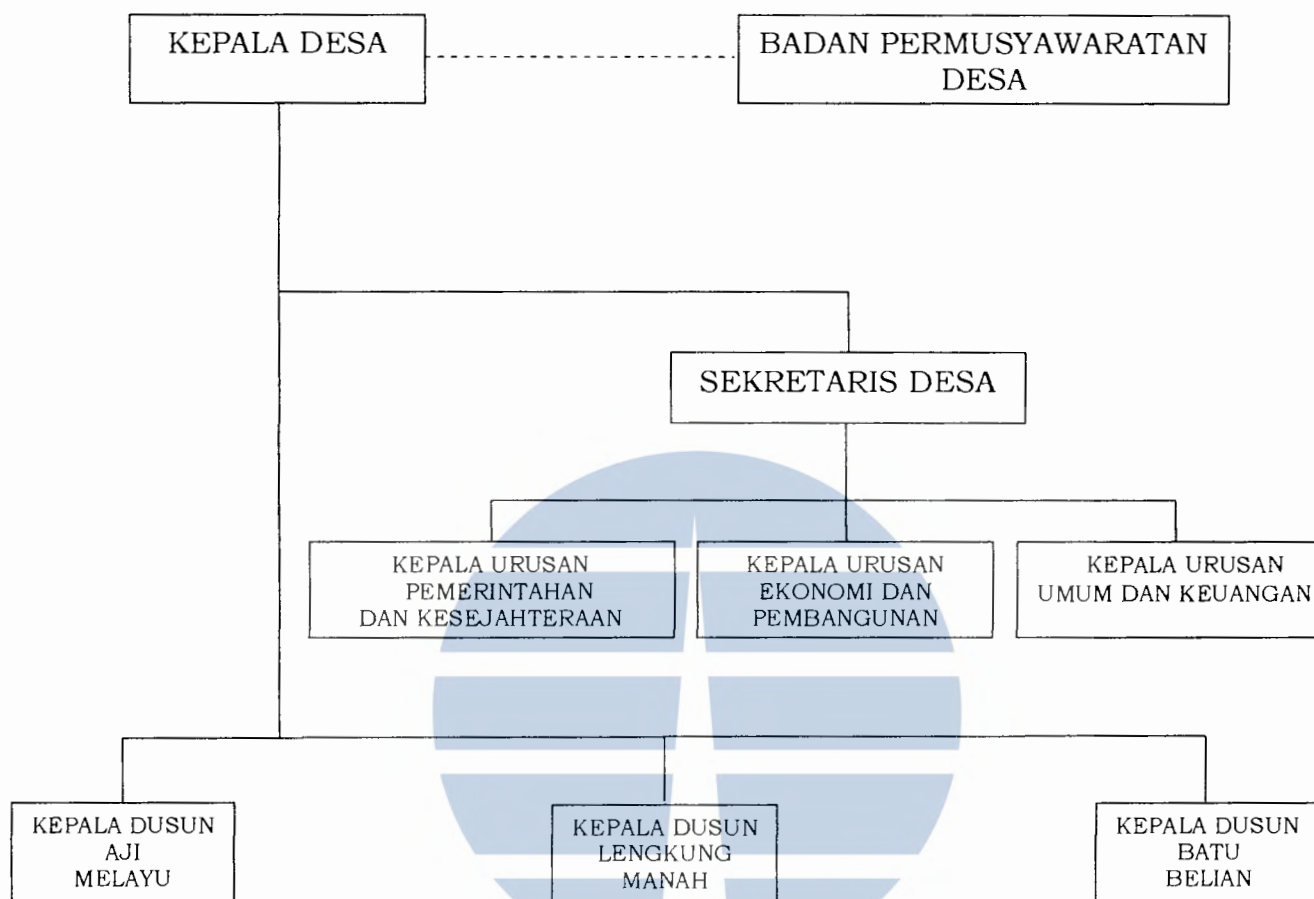 KEPALA DESA
BADAN PERMUSYAWARATAN
DESA
SEKRETARIS DESA
KEPALA URUSAN
PEMERINTAHAN
DAN KESEJAHTERAAN
KEPALA URUSAN
EKONOMI DAN
PEMBANGUNAN
KEPALA URUSAN
UMUM DAN KEUANGAN
KEPALA DUSUN
AJI
MELAYU
KEPALA DUSUN
LENGKUNG
MANAH
KEPALA DUSUN
BATU
BELIAN